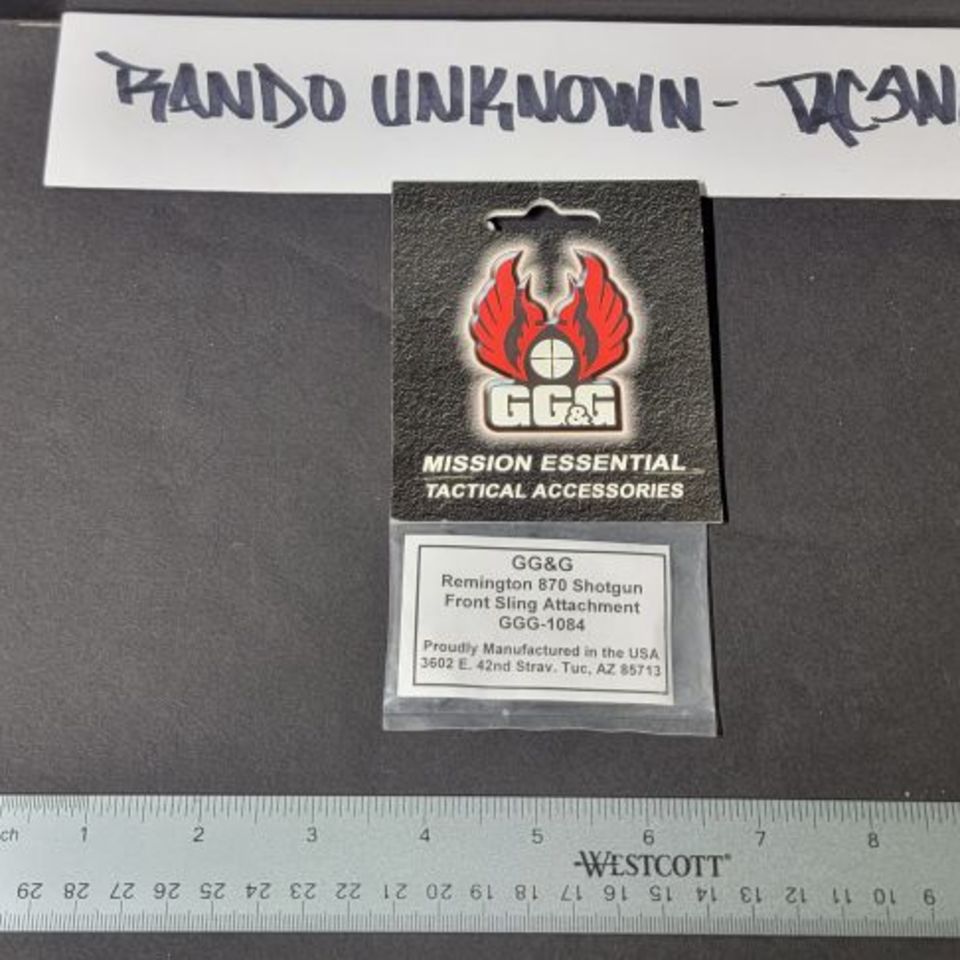 RANDO UNKNOWN-
GG&G
MISSION ESSENTIAL
TACTICAL ACCESSORIES
GG&G
Remington 870 Shotgun
Front Sling Attachment
GGG-1084
Proudly Manufactured in the USA
3602 E. 42nd Strav. Tuc, AZ 85713
1 2 3 4 5 6 7 8
WESTCOTT®
29 28 27 26 25 24 23 22 21 20 19 18 17 16 15 14 13 12 11 10 9